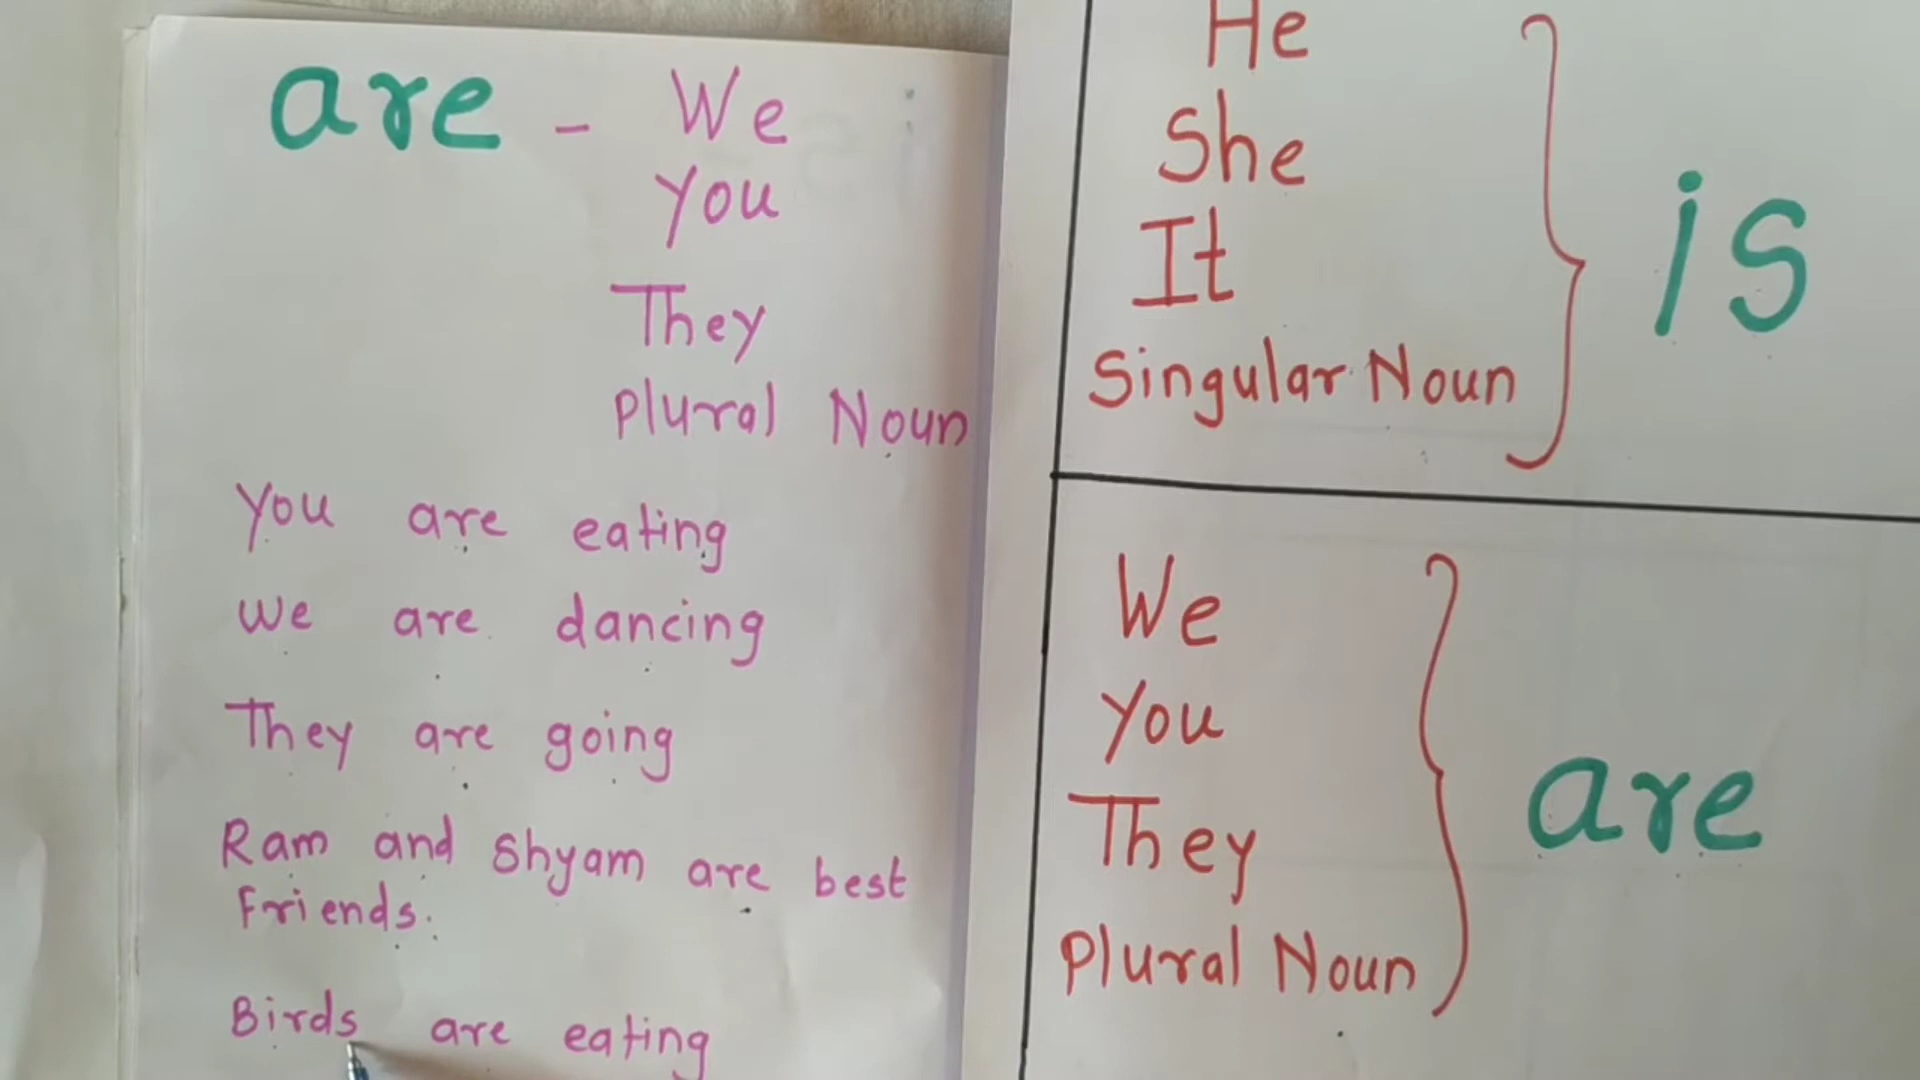 are - We
You
They
Plural Noun
You are eating
We are dancing
They are going
Ram and Shyam are best
Friends.
Birds are eating
He
She
It
Singular Noun
is
We
You
They
Plural Noun
are